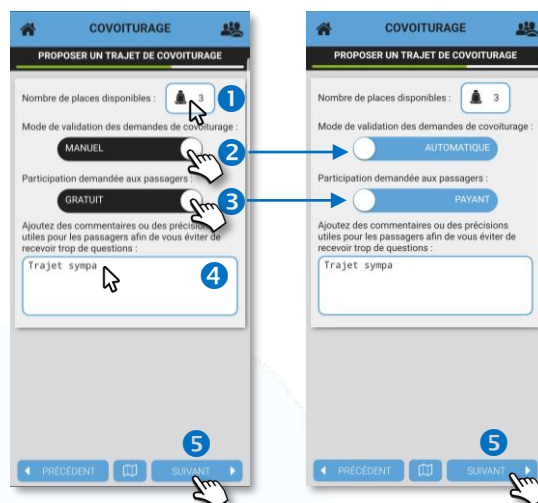 COVOITURAGE
PROPOSER UN TRAJET DE COVOITURAGE
Nombre de places disponibles : 3 1
Mode de validation des demandes de covoiturage :
MANUEL 2
Participation demandée aux passagers :
GRATUIT 3
Ajoutez des commentaires ou des précisions
utiles pour les passagers afin de vous éviter de
recevoir trop de questions :
Trajet sympa 4
5
PRÉCÉDENT SUIVANT
COVOITURAGE
PROPOSER UN TRAJET DE COVOITURAGE
Nombre de places disponibles : 3
Mode de validation des demandes de covoiturage :
AUTOMATIQUE
Participation demandée aux passagers :
PAYANT
Ajoutez des commentaires ou des précisions
utiles pour les passagers afin de vous éviter de
recevoir trop de questions :
Trajet sympa
5
PRÉCÉDENT SUIVANT